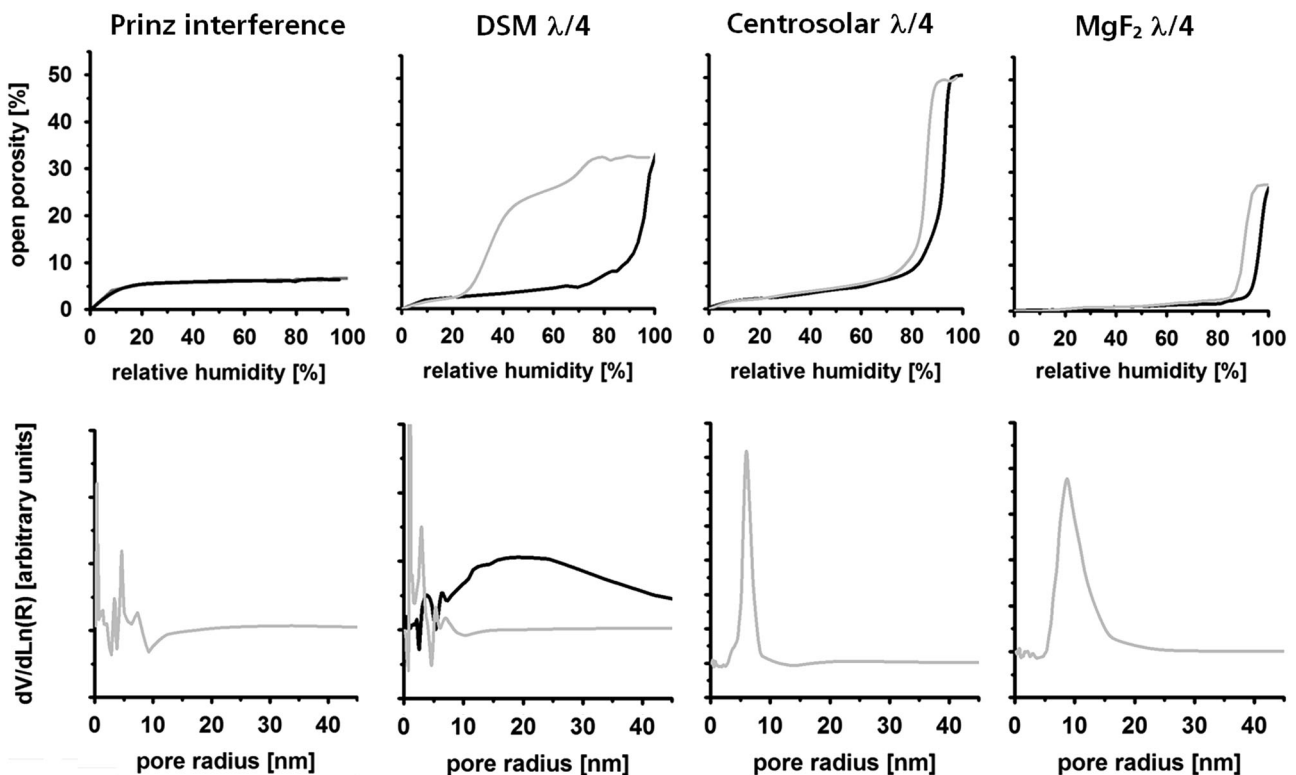 Prinz interference
DSM λ/4
Centrosolar λ/4
MgF₂ λ/4
open porosity [%]
50
40
30
20
10
0
0 20 40 60 80 100
relative humidity [%]
0 20 40 60 80 100
relative humidity [%]
0 20 40 60 80 100
relative humidity [%]
0 20 40 60 80 100
relative humidity [%]
dV/dLn(R) [arbitrary units]
0 10 20 30 40
pore radius [nm]
0 10 20 30 40
pore radius [nm]
0 10 20 30 40
pore radius [nm]
0 10 20 30 40
pore radius [nm]